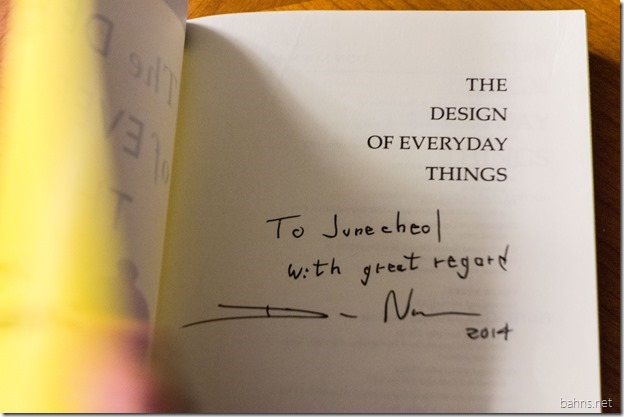 THE
DESIGN
OF EVERYDAY
THINGS
To Junecheol
with great regard
2014
bahns.net